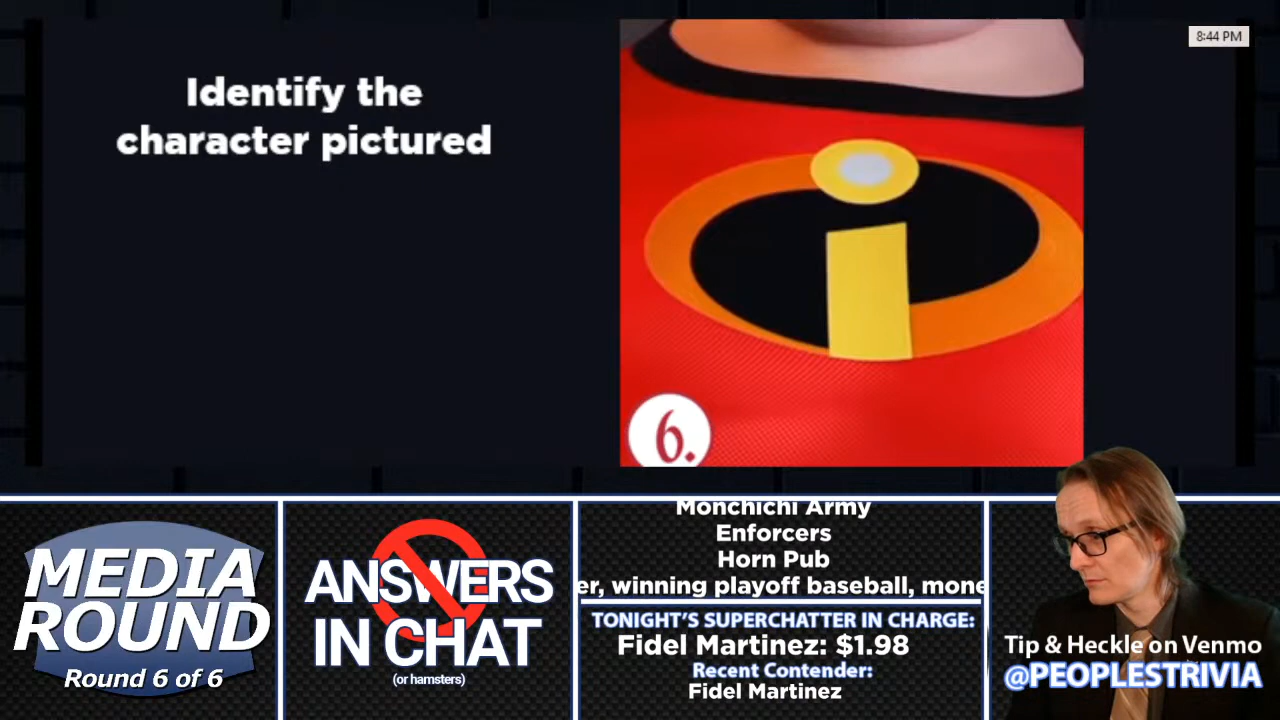 8:44 PM
Identify the
character pictured
i
6.
MEDIA
ROUND
Round 6 of 6
ANSWERS
IN CHAT
(or hamsters)
Monchichi Army
Enforcers
Horn Pub
er, winning playoff baseball, mone
TONIGHT'S SUPERCHATTER IN CHARGE:
Fidel Martinez: $1.98
Recent Contender:
Fidel Martinez
Tip & Heckle on Venmo
@PEOPLESTRIVIA